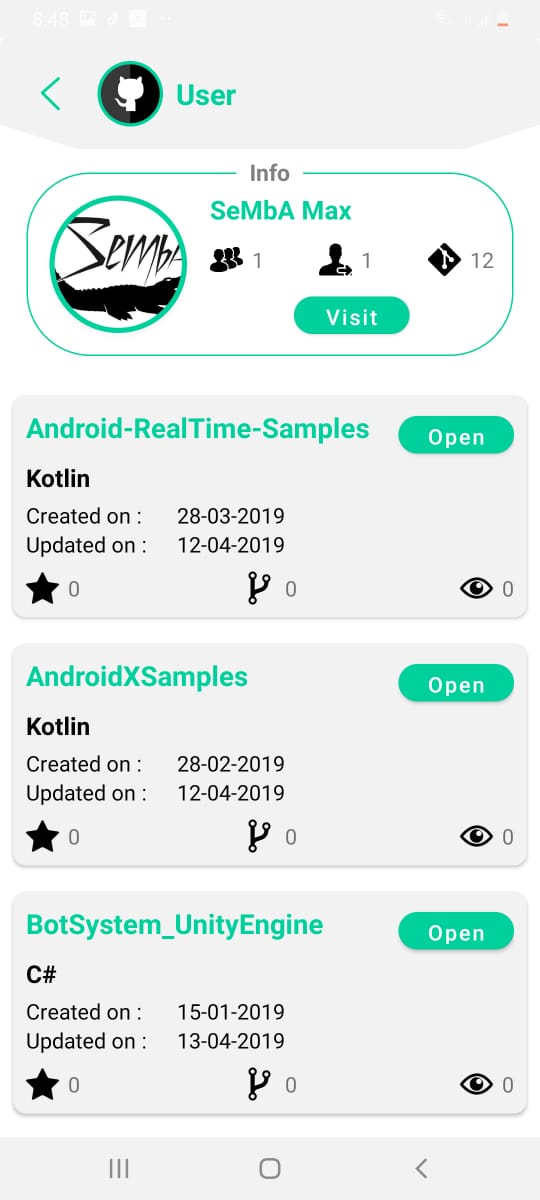 8:48
User
Info
SeMbA Max
Semba
1 1 12
Visit
Android-RealTime-Samples Open
Kotlin
Created on : 28-03-2019
Updated on : 12-04-2019
0 0 0
AndroidXSamples Open
Kotlin
Created on : 28-02-2019
Updated on : 12-04-2019
0 0 0
BotSystem_UnityEngine Open
C#
Created on : 15-01-2019
Updated on : 13-04-2019
0 0 0